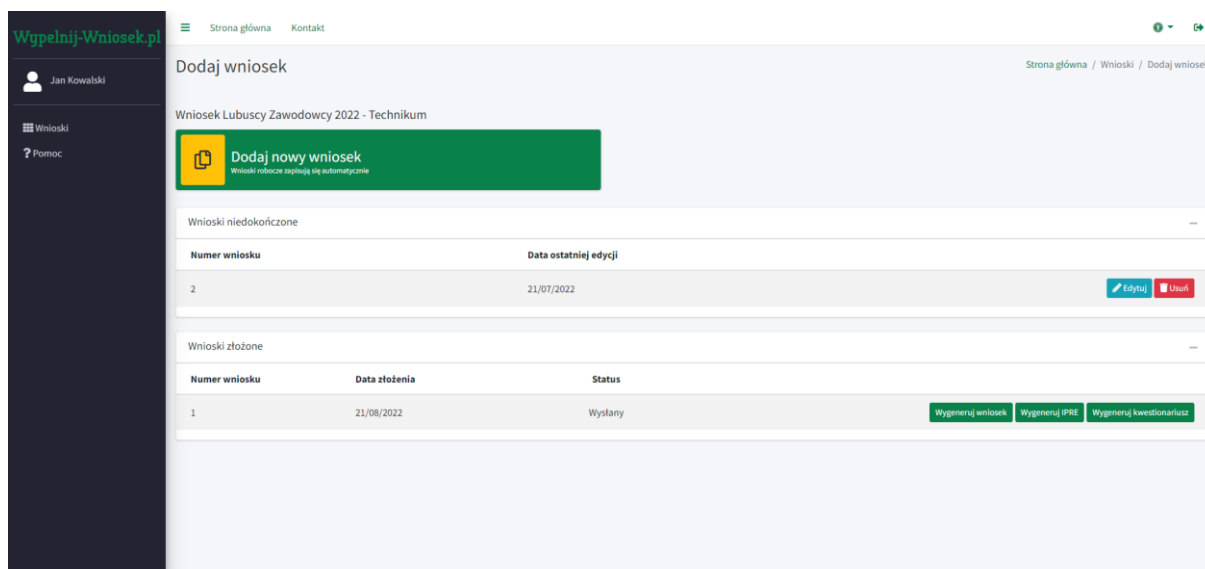 Wypelnij-Wniosek.pl
Strona główna Kontakt
Jan Kowalski
Wnioski
Pomoc
Dodaj wniosek
Strona główna / Wnioski / Dodaj wniosek
Wniosek Lubuscy Zawodowcy 2022 - Technikum
Dodaj nowy wniosek
Wnioski robocze zapisują się automatycznie
Wnioski niedokończone
Numer wniosku Data ostatniej edycji
2 21/07/2022 Edytuj Usuń
Wnioski złożone
Numer wniosku Data złożenia Status
1 21/08/2022 Wysłany Wygeneruj wniosek Wygeneruj IPRE Wygeneruj kwestionariusz